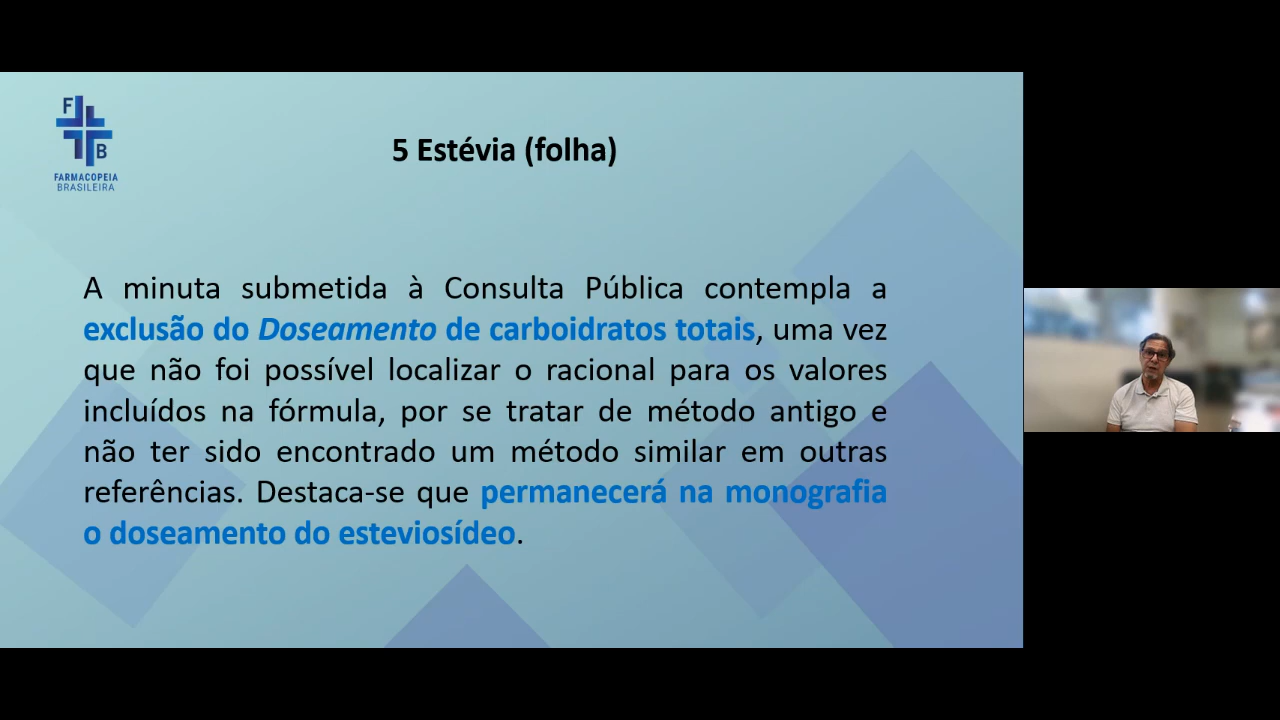 F
B
FARMACOPEIA
BRASILEIRA
5 Estévia (folha)
A minuta submetida à Consulta Pública contempla a
exclusão do Doseamento de carboidratos totais, uma vez
que não foi possível localizar o racional para os valores
incluídos na fórmula, por se tratar de método antigo e
não ter sido encontrado um método similar em outras
referências. Destaca-se que permanecerá na monografia
o doseamento do esteviosídeo.